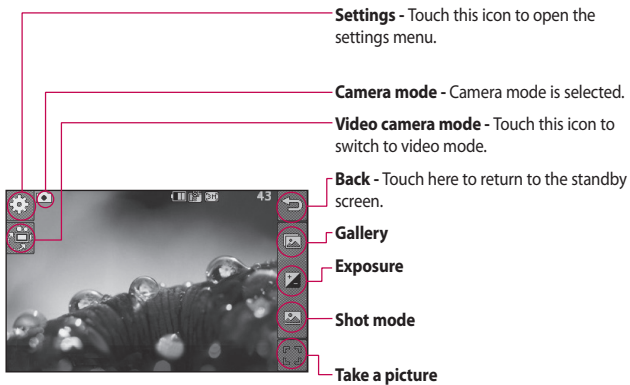 Settings - Touch this icon to open the
settings menu.
Camera mode - Camera mode is selected.
Video camera mode - Touch this icon to
switch to video mode.
Back - Touch here to return to the standby
screen.
43
Gallery
Exposure
Shot mode
Take a picture